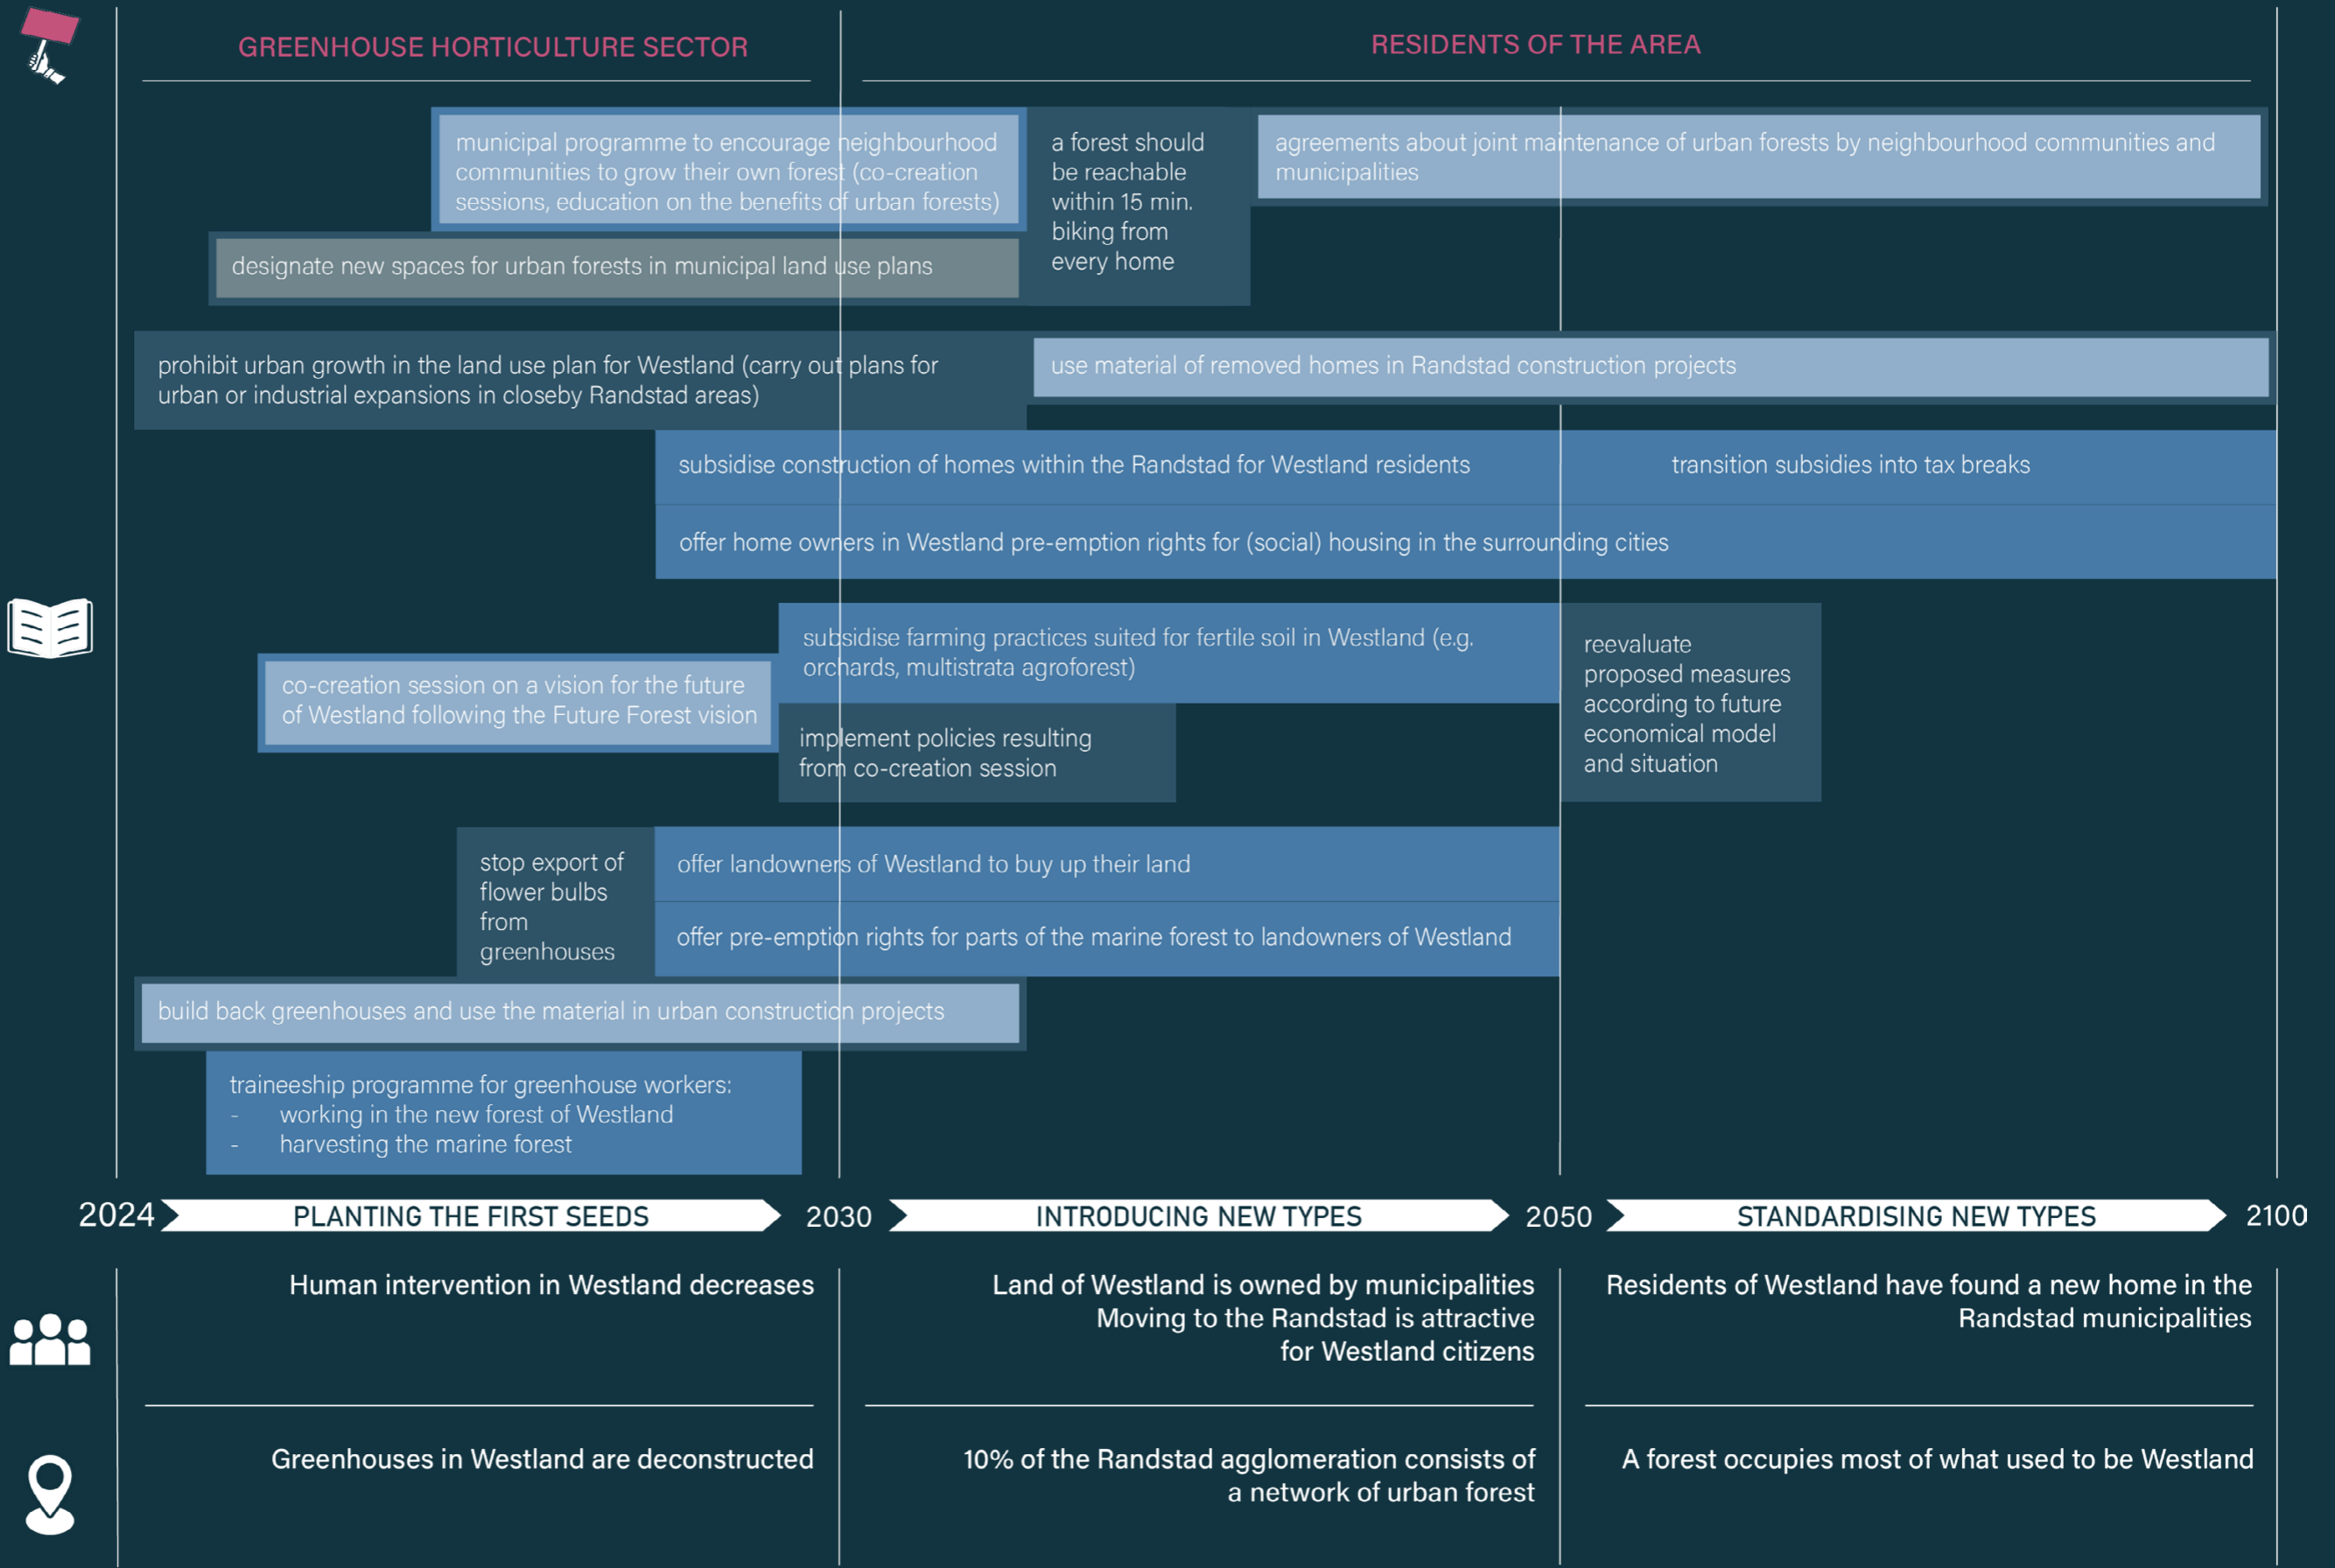 GREENHOUSE HORTICULTURE SECTOR
RESIDENTS OF THE AREA
municipal programme to encourage neighbourhood
communities to grow their own forest (co-creation
sessions, education on the benefits of urban forests)
a forest should
be reachable
within 15 min.
biking from
every home
agreements about joint maintenance of urban forests by neighbourhood communities and
municipalities
designate new spaces for urban forests in municipal land use plans
prohibit urban growth in the land use plan for Westland (carry out plans for
urban or industrial expansions in closeby Randstad areas)
use material of removed homes in Randstad construction projects
subsidise construction of homes within the Randstad for Westland residents
transition subsidies into tax breaks
offer home owners in Westland pre-emption rights for (social) housing in the surrounding cities
subsidise farming practices suited for fertile soil in Westland (e.g.
orchards, multistrata agroforest)
reevaluate
proposed measures
according to future
economical model
and situation
co-creation session on a vision for the future
of Westland following the Future Forest vision
implement policies resulting
from co-creation session
stop export of
flower bulbs
from
greenhouses
offer landowners of Westland to buy up their land
offer pre-emption rights for parts of the marine forest to landowners of Westland
build back greenhouses and use the material in urban construction projects
traineeship programme for greenhouse workers:
- working in the new forest of Westland
- harvesting the marine forest
2024 PLANTING THE FIRST SEEDS 2030 INTRODUCING NEW TYPES 2050 STANDARDISING NEW TYPES 2100
Human intervention in Westland decreases
Land of Westland is owned by municipalities
Moving to the Randstad is attractive
for Westland citizens
Residents of Westland have found a new home in the
Randstad municipalities
Greenhouses in Westland are deconstructed
10% of the Randstad agglomeration consists of
a network of urban forest
A forest occupies most of what used to be Westland